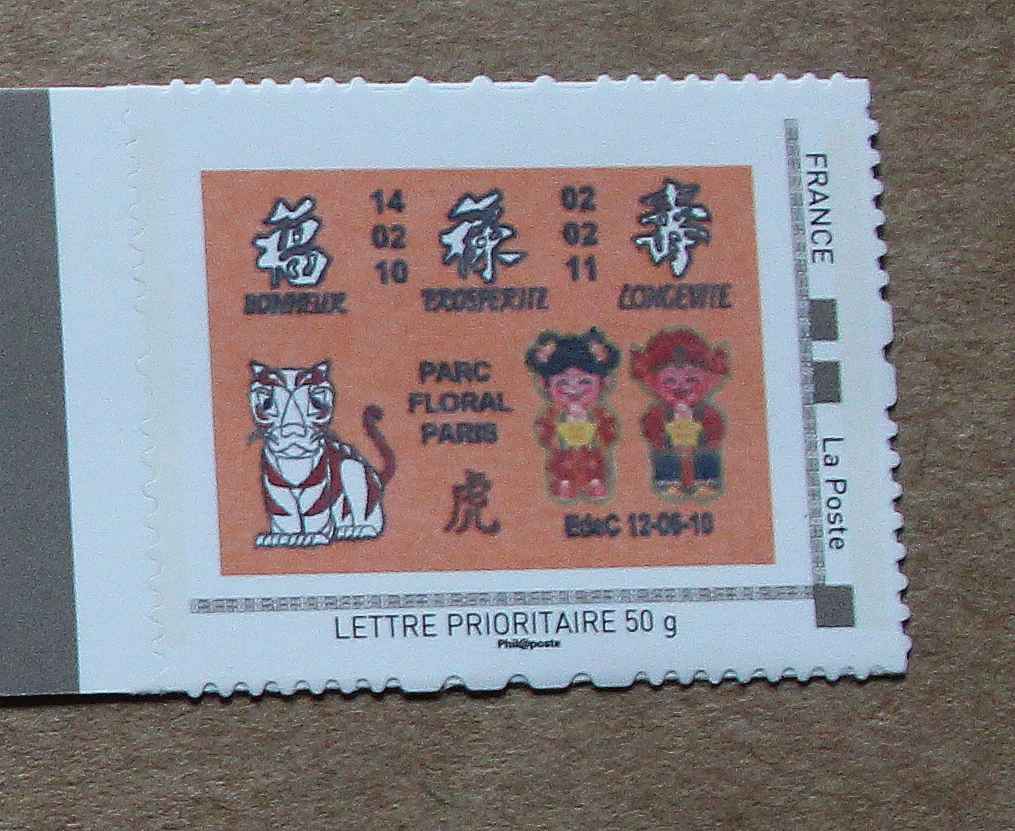 福 祿 壽
14 02
02 02
10 11
BONHEUR PROSPERITE LONGEVITE
PARC
FLORAL
PARIS
虎
EdeC 12-06-10
FRANCE
La Poste
LETTRE PRIORITAIRE 50 g
Phil@poste